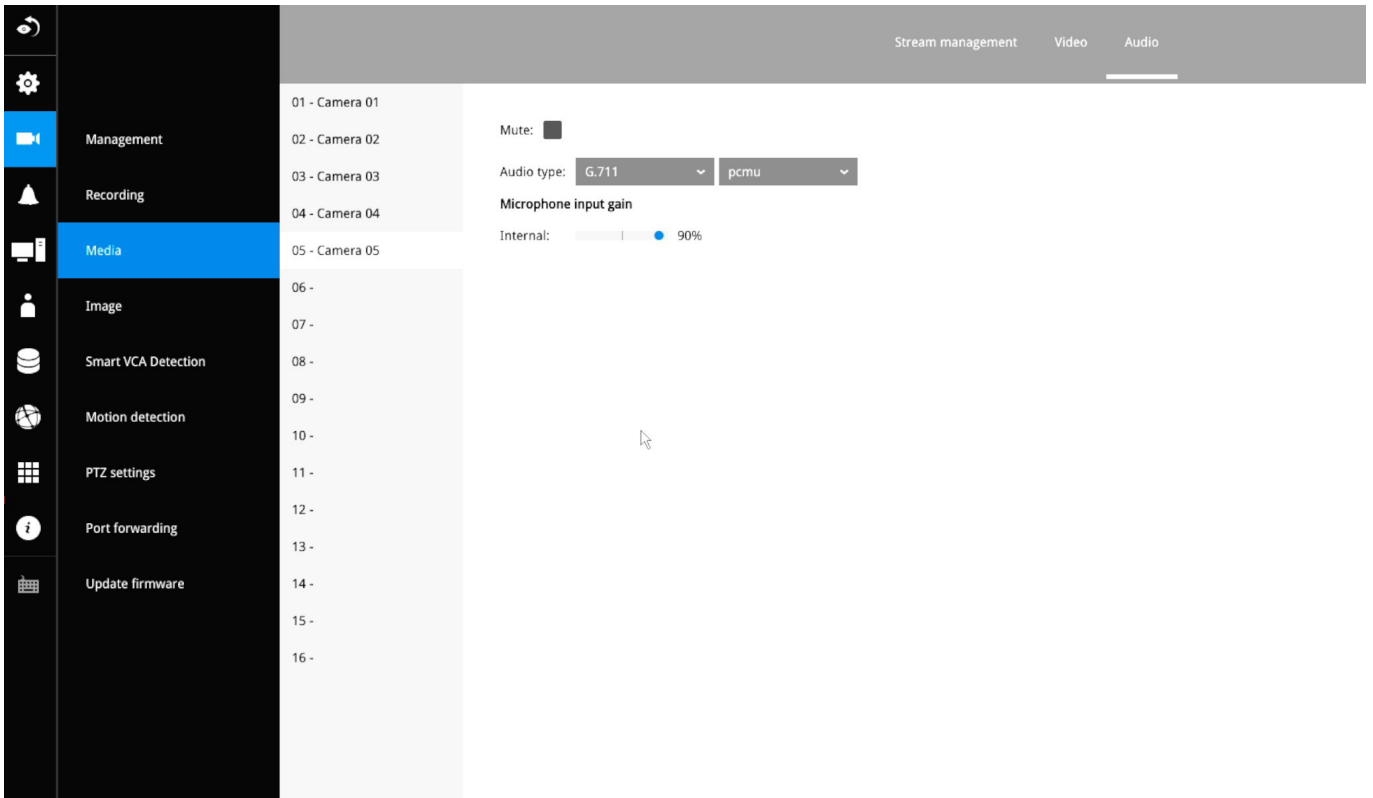 Stream management Video Audio
Management
Recording
Media
Image
Smart VCA Detection
Motion detection
PTZ settings
Port forwarding
Update firmware
01 - Camera 01
02 - Camera 02
03 - Camera 03
04 - Camera 04
05 - Camera 05
06 -
07 -
08 -
09 -
10 -
11 -
12 -
13 -
14 -
15 -
16 -
Mute:
Audio type: G.711 pcmu
Microphone input gain
Internal: 90%